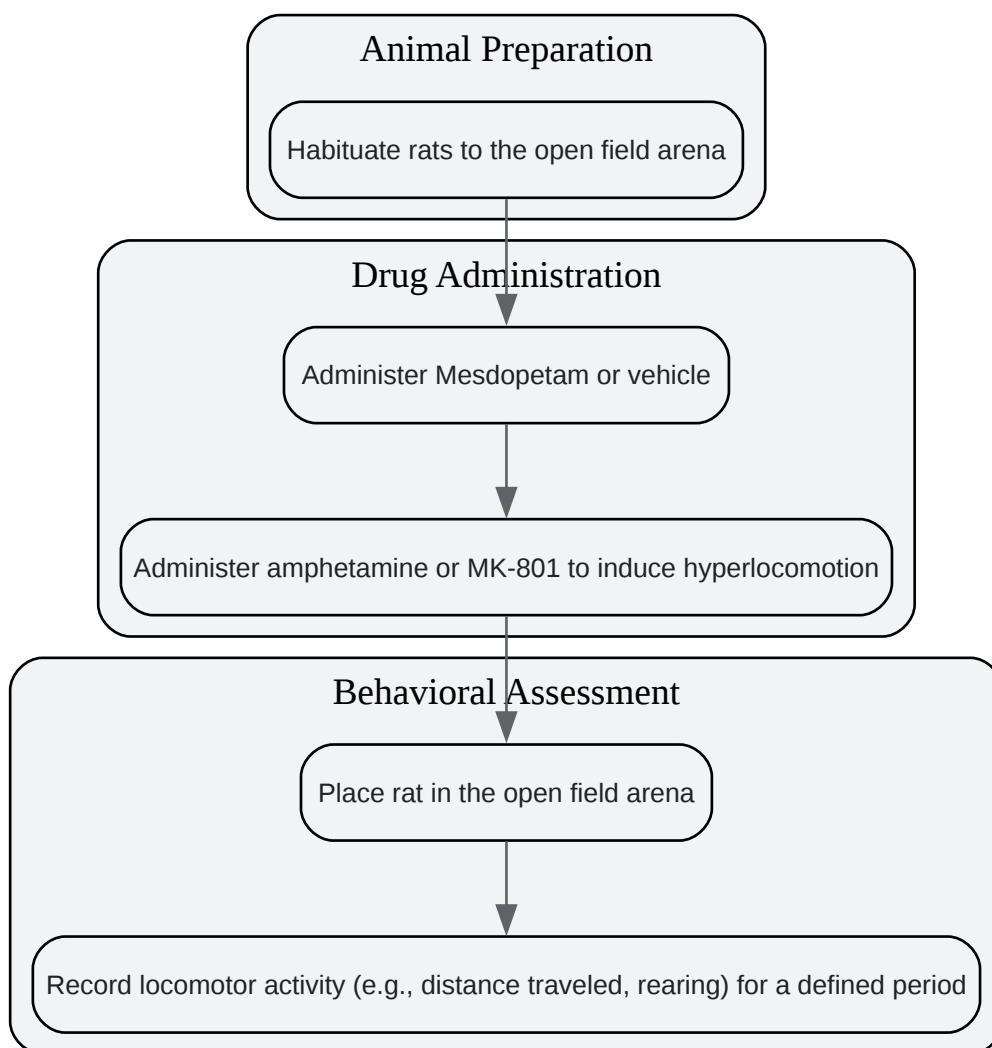 Animal Preparation
Habituate rats to the open field arena
Drug Administration
Administer Mesdopetam or vehicle
Administer amphetamine or MK-801 to induce hyperlocomotion
Behavioral Assessment
Place rat in the open field arena
Record locomotor activity (e.g., distance traveled, rearing) for a defined period